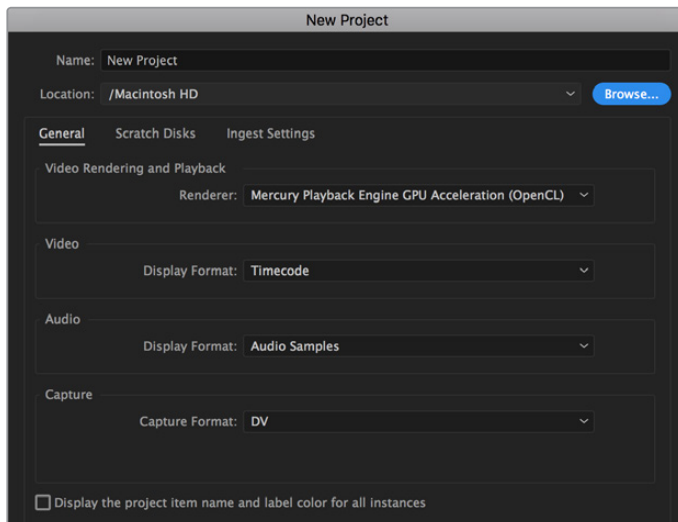 New Project
Name: New Project
Location: /Macintosh HD Browse...
General Scratch Disks Ingest Settings
Video Rendering and Playback
Renderer: Mercury Playback Engine GPU Acceleration (OpenCL)
Video
Display Format: Timecode
Audio
Display Format: Audio Samples
Capture
Capture Format: DV
Display the project item name and label color for all instances